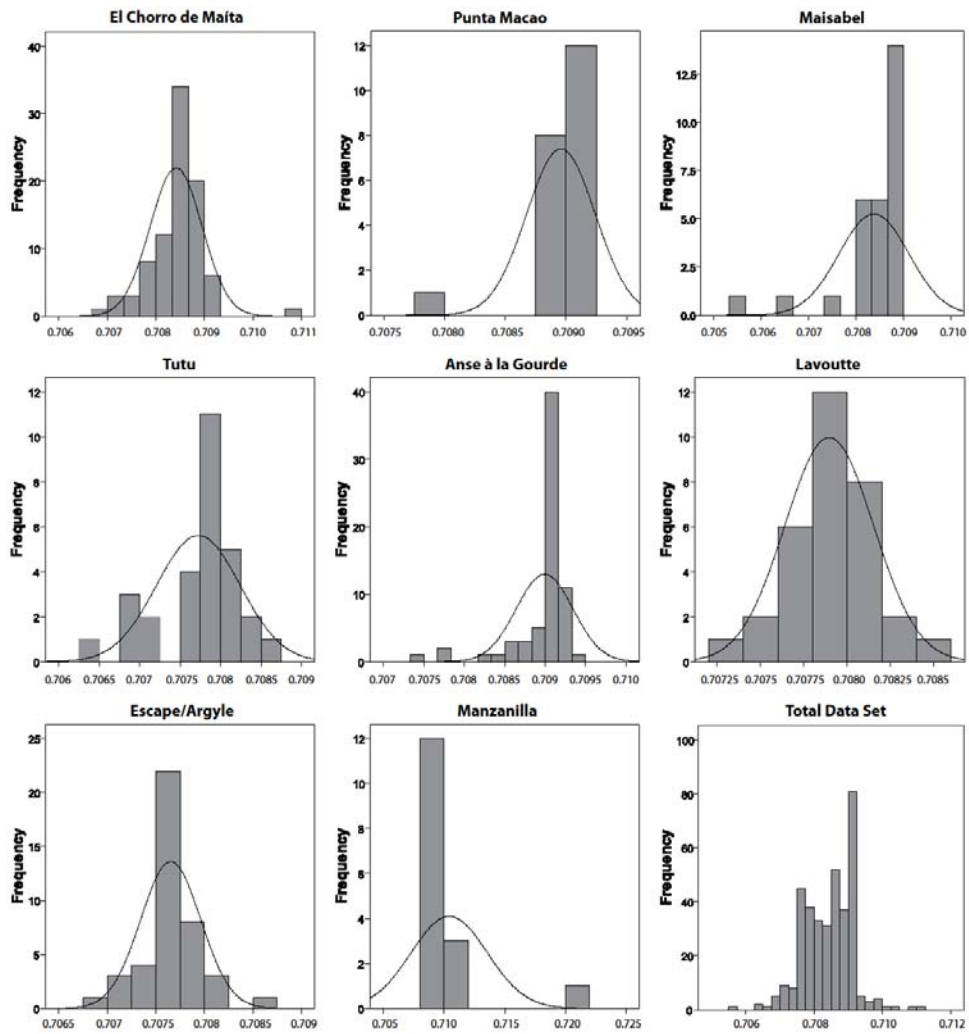 El Chorro de Maíta
Frequency
40
30
20
10
0
0.706 0.707 0.708 0.709 0.710 0.711
Punta Macao
Frequency
12
10
8
6
4
2
0
0.7075 0.7080 0.7085 0.7090 0.7095
Maisabel
Frequency
12.5
10.0
7.5
5.0
2.5
0.0
0.705 0.706 0.707 0.708 0.709 0.710
Tutu
Frequency
12
10
8
6
4
2
0
0.706 0.7065 0.707 0.7075 0.708 0.7085 0.709
Anse à la Gourde
Frequency
40
30
20
10
0
0.707 0.7075 0.708 0.7085 0.709 0.7095 0.710
Lavoutte
Frequency
12
10
8
6
4
2
0
0.70725 0.7075 0.70775 0.7080 0.70825 0.7085
Escape/Argyle
Frequency
25
20
15
10
5
0
0.7065 0.707 0.7075 0.708 0.7085 0.709
Manzanilla
Frequency
12
10
8
6
4
2
0
0.705 0.710 0.715 0.720 0.725
Total Data Set
Frequency
100
80
60
40
20
0
0.706 0.708 0.710 0.712